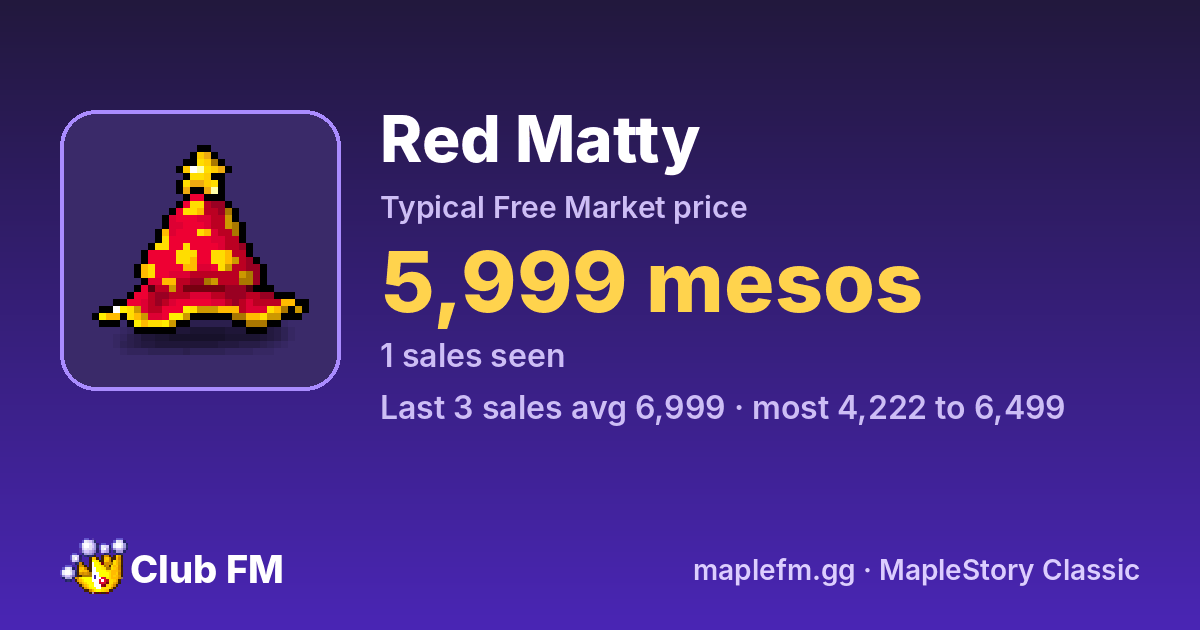 Red Matty
Typical Free Market price
5,999 mesos
1 sales seen
Last 3 sales avg 6,999 · most 4,222 to 6,499
Club FM
maplefm.gg · MapleStory Classic